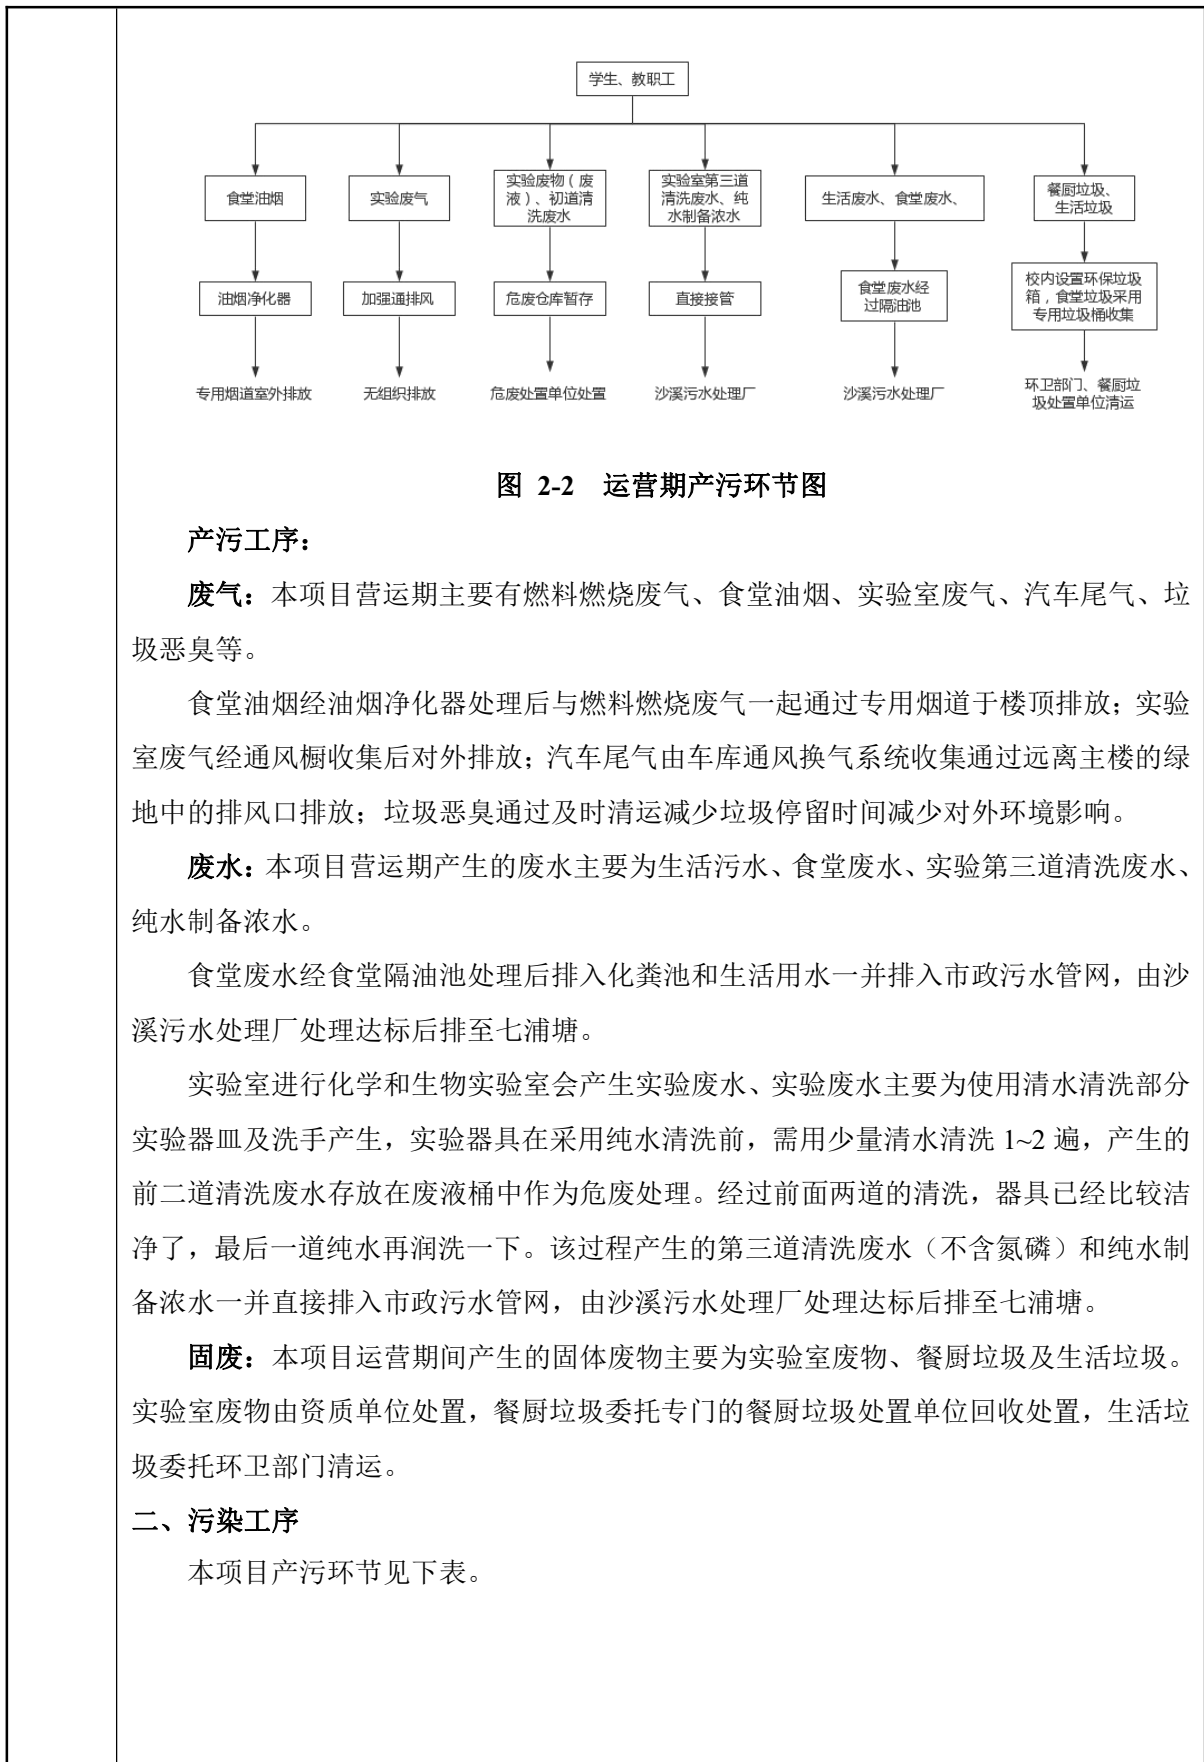 学生、教职工
食堂油烟
实验废气
实验废物（废
液）、初道清
洗废水
实验室第三道
清洗废水、纯
水制备浓水
生活废水、食堂废水、
餐厨垃圾、
生活垃圾
油烟净化器
加强通排风
危废仓库暂存
直接接管
食堂废水经
过隔油池
校内设置环保垃圾
箱，食堂垃圾采用
专用垃圾桶收集
专用烟道室外排放
无组织排放
危废处置单位处置
沙溪污水处理厂
沙溪污水处理厂
环卫部门、餐厨垃
圾处置单位清运
图 2-2 运营期产污环节图
产污工序：
废气：本项目营运期主要有燃料燃烧废气、食堂油烟、实验室废气、汽车尾气、垃
圾恶臭等。
食堂油烟经油烟净化器处理后与燃料燃烧废气一起通过专用烟道于楼顶排放；实验
室废气经通风橱收集后对外排放；汽车尾气由车库通风换气系统收集通过远离主楼的绿
地中的排风口排放；垃圾恶臭通过及时清运减少垃圾停留时间减少对外环境影响。
废水：本项目营运期产生的废水主要为生活污水、食堂废水、实验第三道清洗废水、
纯水制备浓水。
食堂废水经食堂隔油池处理后排入化粪池和生活用水一并排入市政污水管网，由沙
溪污水处理厂处理达标后排至七浦塘。
实验室进行化学和生物实验室会产生实验废水、实验废水主要为使用清水清洗部分
实验器皿及洗手产生，实验器具在采用纯水清洗前，需用少量清水清洗 1~2 遍，产生的
前二道清洗废水存放在废液桶中作为危废处理。经过前面两道的清洗，器具已经比较洁
净了，最后一道纯水再润洗一下。该过程产生的第三道清洗废水（不含氮磷）和纯水制
备浓水一并直接排入市政污水管网，由沙溪污水处理厂处理达标后排至七浦塘。
固废：本项目运营期间产生的固体废物主要为实验室废物、餐厨垃圾及生活垃圾。
实验室废物由资质单位处置，餐厨垃圾委托专门的餐厨垃圾处置单位回收处置，生活垃
圾委托环卫部门清运。
二、污染工序
本项目产污环节见下表。